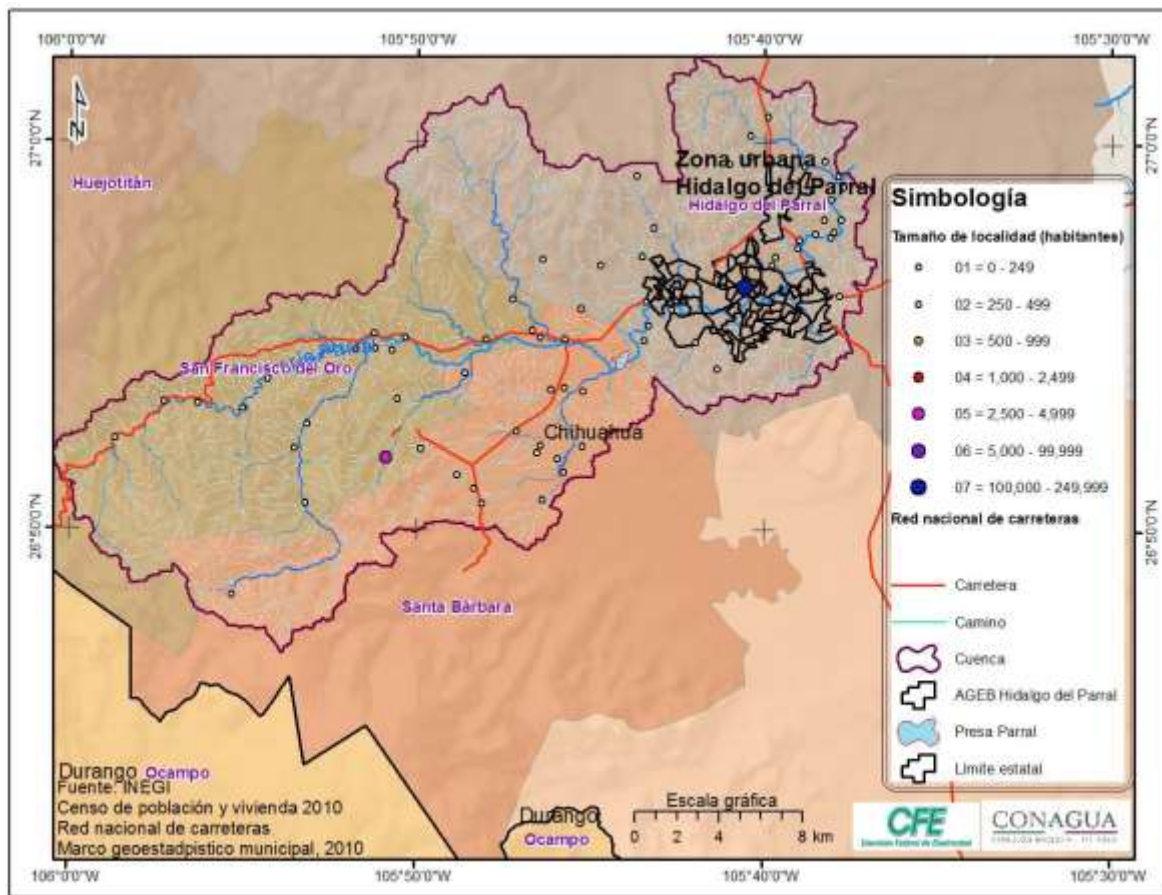 106°0'0"W
105°50'0"W
105°40'0"W
105°30'0"W
27°0'0"N
27°0'0"N
26°50'0"N
26°50'0"N
Huejotitán
Zona urbana
Hidalgo del Parral
Hidalgo del Parral
San Francisco del Oro
Chihuahua
Santa Bárbara
Durango Ocampo
Fuente: INEGI
Censo de población y vivienda 2010
Red nacional de carreteras
Marco geoestadpistico municipal, 2010
Durango
Ocampo
Escala gráfica
0 2 4 8 km
Simbología
Tamaño de localidad (habitantes)
01 = 0 - 249
02 = 250 - 499
03 = 500 - 999
04 = 1,000 - 2,499
05 = 2,500 - 4,999
06 = 5,000 - 99,999
07 = 100,000 - 249,999
Red nacional de carreteras
Carretera
Camino
Cuenca
AGEB Hidalgo del Parral
Presa Parral
Límite estatal
CFE
Comisión Federal de Electricidad
CONAGUA
106°0'0"W
105°50'0"W
105°40'0"W
105°30'0"W